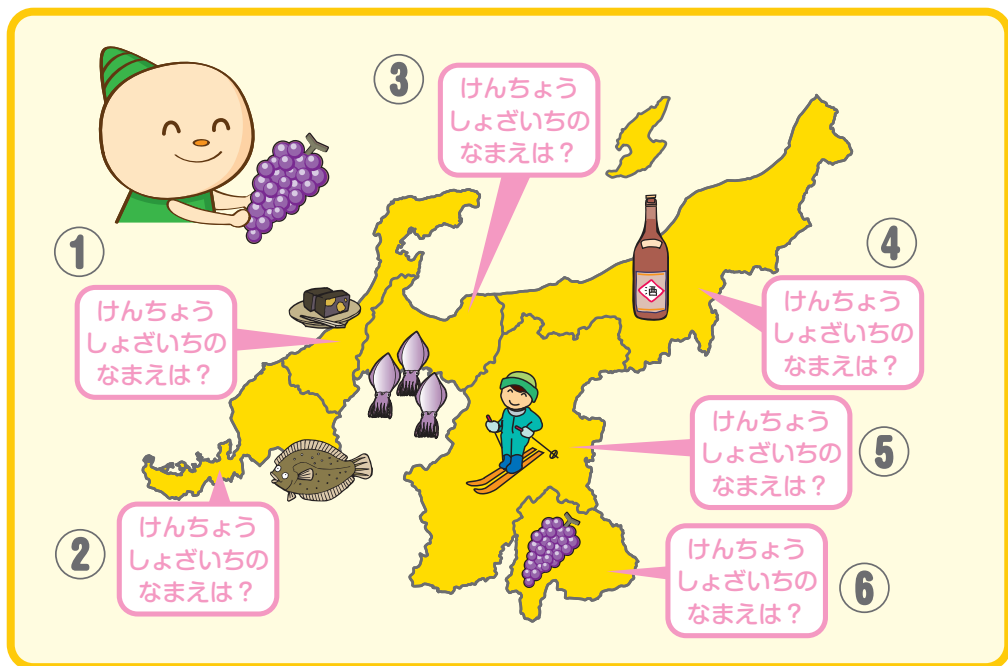 ①
けんちょう
しょざいちの
なまえは？
②
けんちょう
しょざいちの
なまえは？
③
けんちょう
しょざいちの
なまえは？
④
けんちょう
しょざいちの
なまえは？
⑤
けんちょう
しょざいちの
なまえは？
⑥
けんちょう
しょざいちの
なまえは？
酒